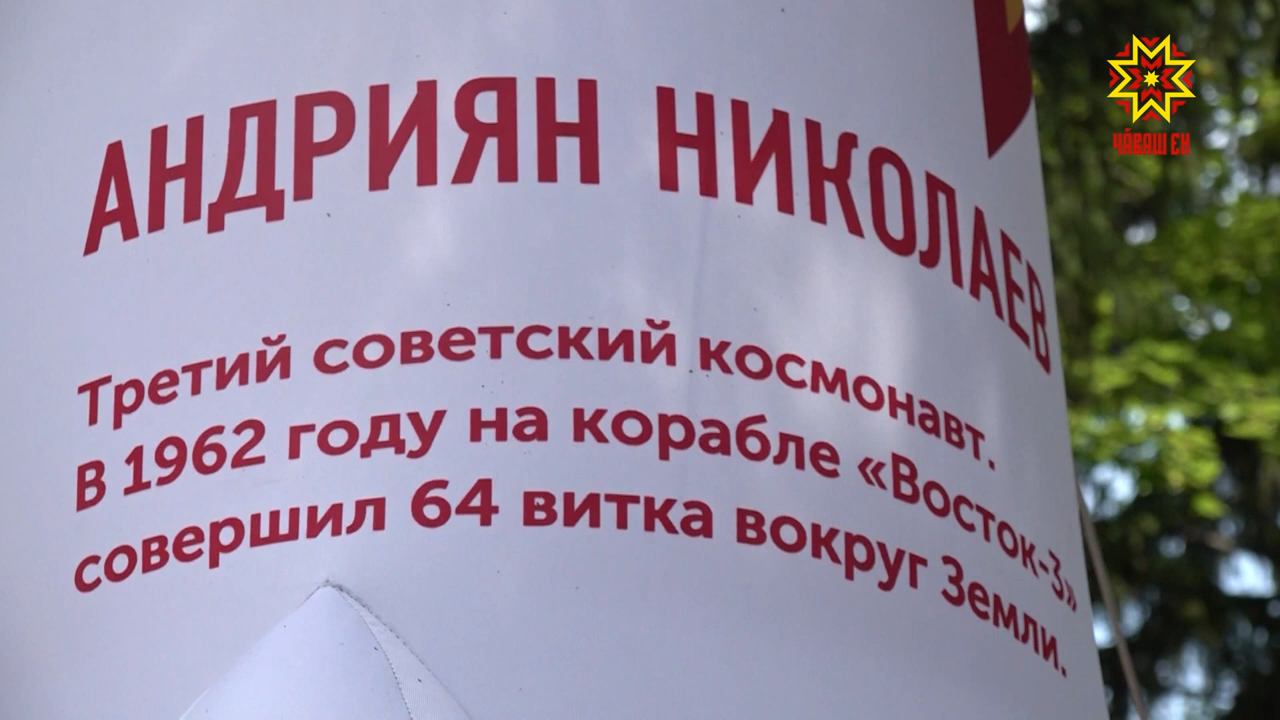 АНДРИЯН НИКОЛАЕВ
Третий советский космонавт.
В 1962 году на корабле «Восток-3»
совершил 64 витка вокруг Земли.
ЧӐВАШ ЕН